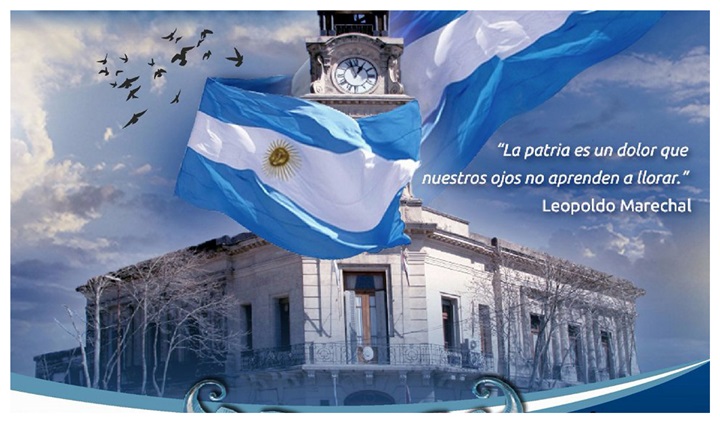 “La patria es un dolor que
nuestros ojos no aprenden a llorar.”
Leopoldo Marechal